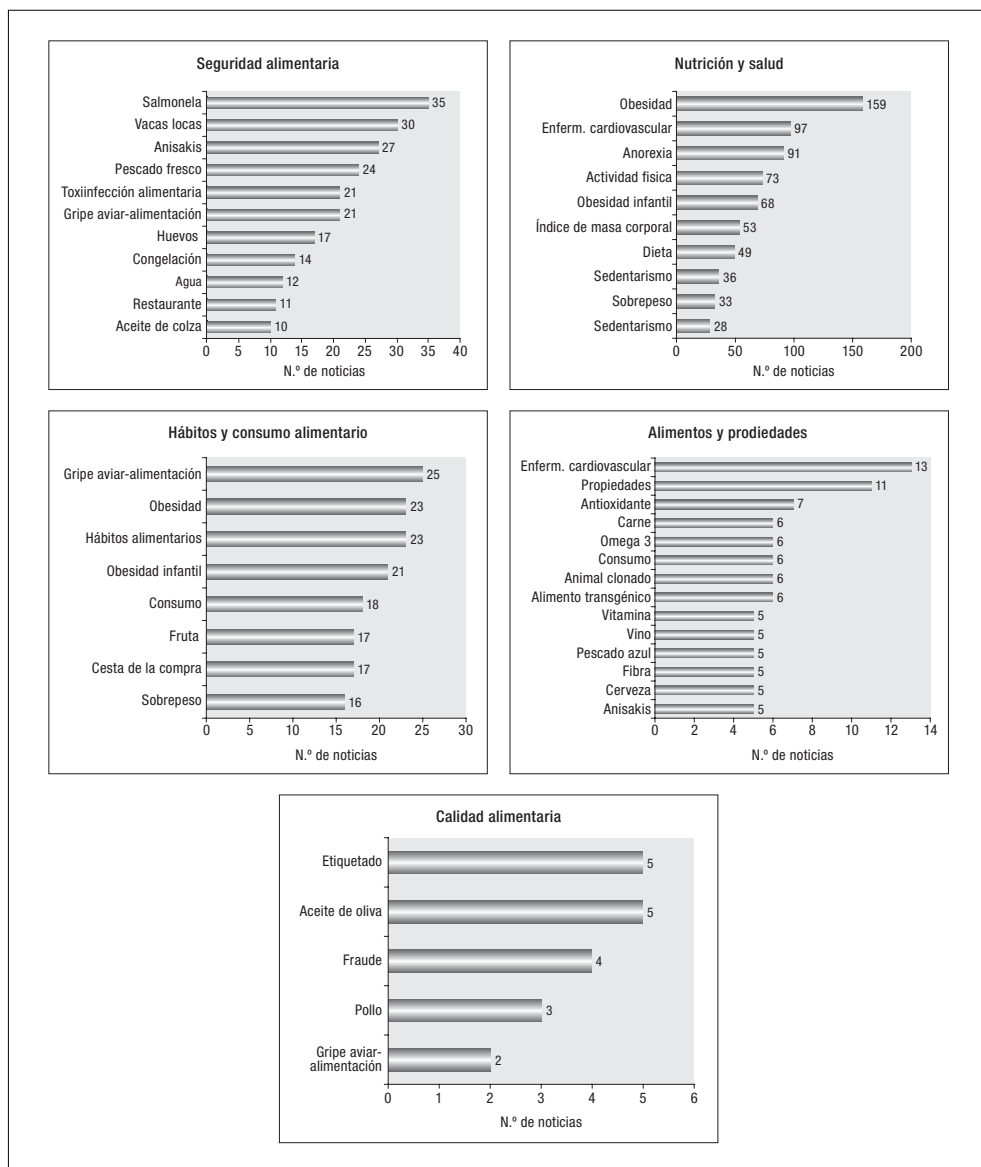 Seguridad alimentaria
Salmonela 35
Vacas locas 30
Anisakis 27
Pescado fresco 24
Toxiinfección alimentaria 21
Gripe aviar-alimentación 21
Huevos 17
Congelación 14
Agua 12
Restaurante 11
Aceite de colza 10
0 5 10 15 20 25 30 35 40
N.º de noticias
Nutrición y salud
Obesidad 159
Enferm. cardiovascular 97
Anorexia 91
Actividad fisica 73
Obesidad infantil 68
Índice de masa corporal 53
Dieta 49
Sedentarismo 36
Sobrepeso 33
Sedentarismo 28
0 50 100 150 200
N.º de noticias
Hábitos y consumo alimentario
Gripe aviar-alimentación 25
Obesidad 23
Hábitos alimentarios 23
Obesidad infantil 21
Consumo 18
Fruta 17
Cesta de la compra 17
Sobrepeso 16
0 5 10 15 20 25 30
N.º de noticias
Alimentos y prodiedades
Enferm. cardiovascular 13
Propiedades 11
Antioxidante 7
Carne 6
Omega 3 6
Consumo 6
Animal clonado 6
Alimento transgénico 6
Vitamina 5
Vino 5
Pescado azul 5
Fibra 5
Cerveza 5
Anisakis 5
0 2 4 6 8 10 12 14
N.º de noticias
Calidad alimentaria
Etiquetado 5
Aceite de oliva 5
Fraude 4
Pollo 3
Gripe aviar-
alimentación 2
0 1 2 3 4 5 6
N.º de noticias